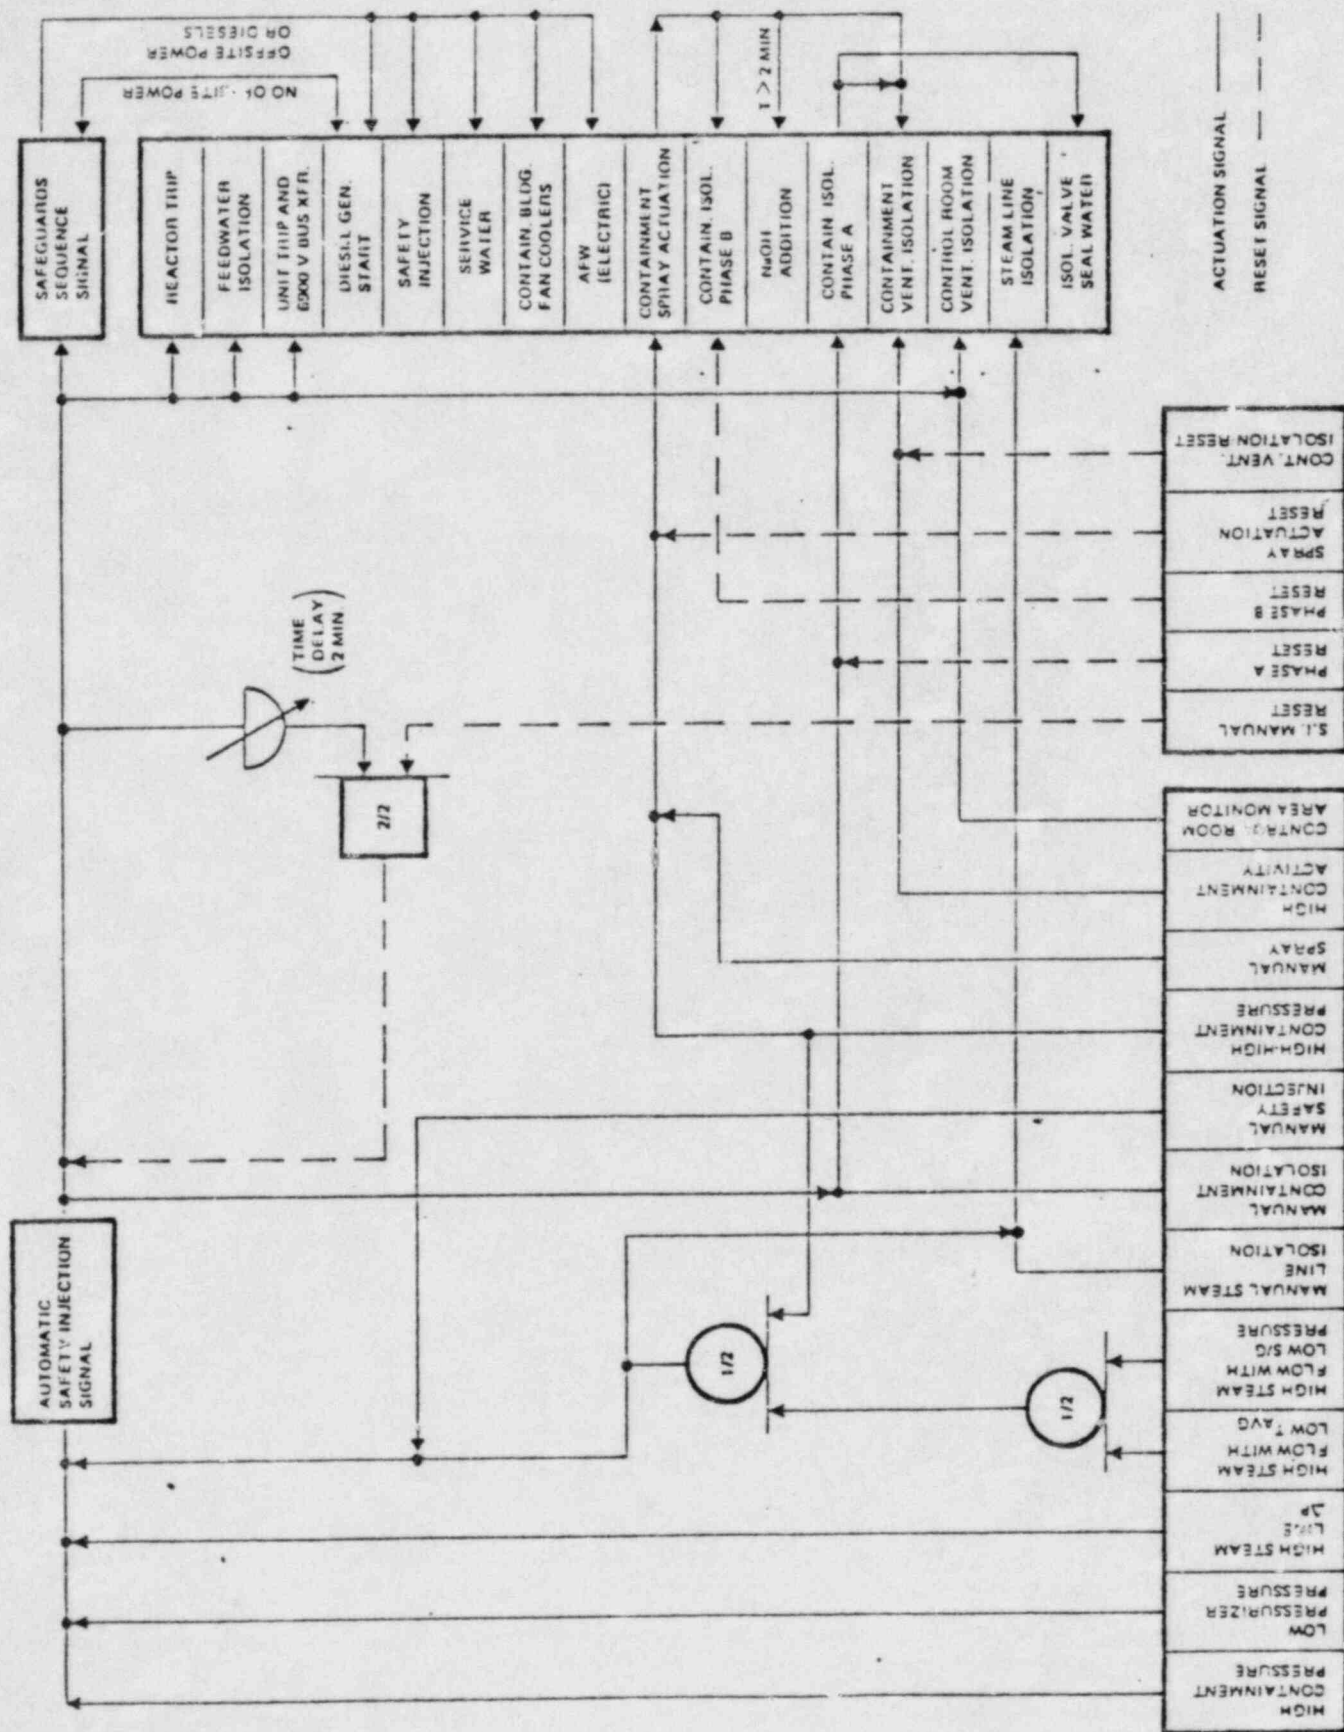 AUTOMATIC
SAFETY INJECTION
SIGNAL
SAFEGUARDS
SEQUENCE
SIGNAL
NO OF  SITE POWER
OFFSITE POWER
OR DIESELS
REACTOR TRIP
FEEDWATER
ISOLATION
UNIT TRIP AND
6900 V BUS XFR.
DIESEL GEN.
START
SAFETY
INJECTION
SERVICE
WATER
CONTAIN. BLDG.
FAN COOLERS
AFW
(ELECTRIC)
CONTAINMENT
SPRAY ACTUATION
CONTAIN. ISOL.
PHASE B
NaOH
ADDITION
CONTAIN ISOL.
PHASE A
CONTAINMENT
VENT. ISOLATION
CONTROL ROOM
VENT. ISOLATION
STEAM LINE
ISOLATION
ISOL. VALVE
SEAL WATER
T > 2 MIN
(TIME
DELAY
2 MIN)
2/2
1/2
1/2
HIGH
CONTAINMENT
PRESSURE
LOW
PRESSURIZER
PRESSURE
HIGH STEAM
LINE
ΔP
HIGH STEAM
FLOW WITH
LOW TAVG
HIGH STEAM
FLOW WITH
LOW S/G
PRESSURE
MANUAL STEAM
LINE
ISOLATION
MANUAL
CONTAINMENT
ISOLATION
MANUAL
SAFETY
INJECTION
HIGH-HIGH
CONTAINMENT
PRESSURE
MANUAL
SPRAY
HIGH
CONTAINMENT
ACTIVITY
CONTROL ROOM
AREA MONITOR
S.I. MANUAL
RESET
PHASE A
RESET
PHASE B
RESET
SPRAY
ACTUATION
RESET
CONT. VENT.
ISOLATION RESET
ACTUATION SIGNAL
RESET SIGNAL